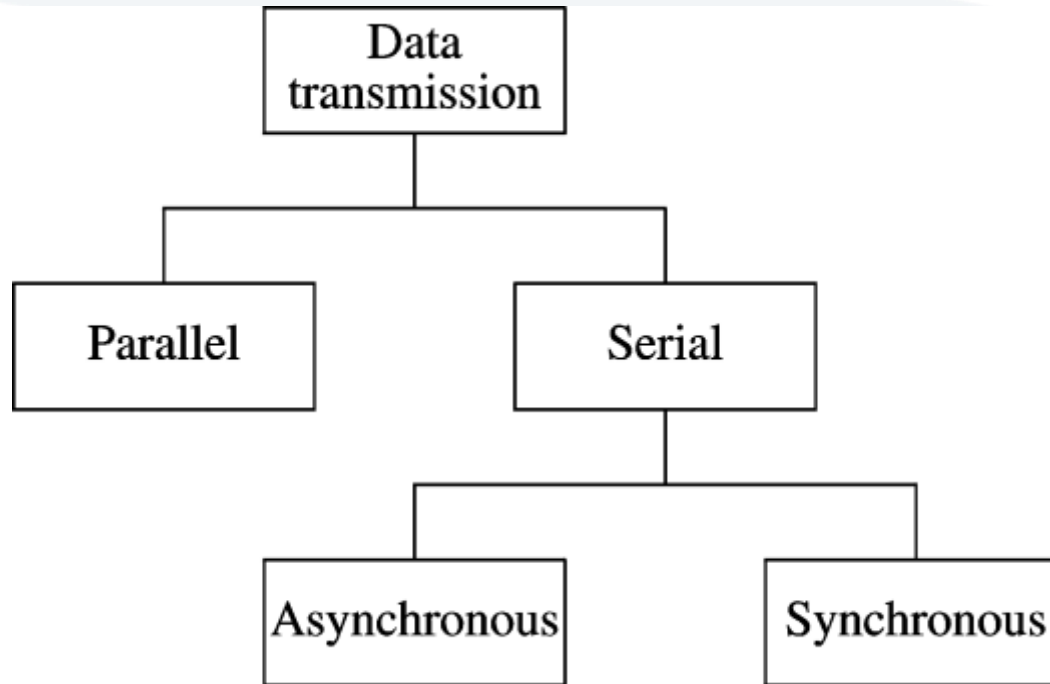 Data
transmission
Parallel
Serial
Asynchronous
Synchronous